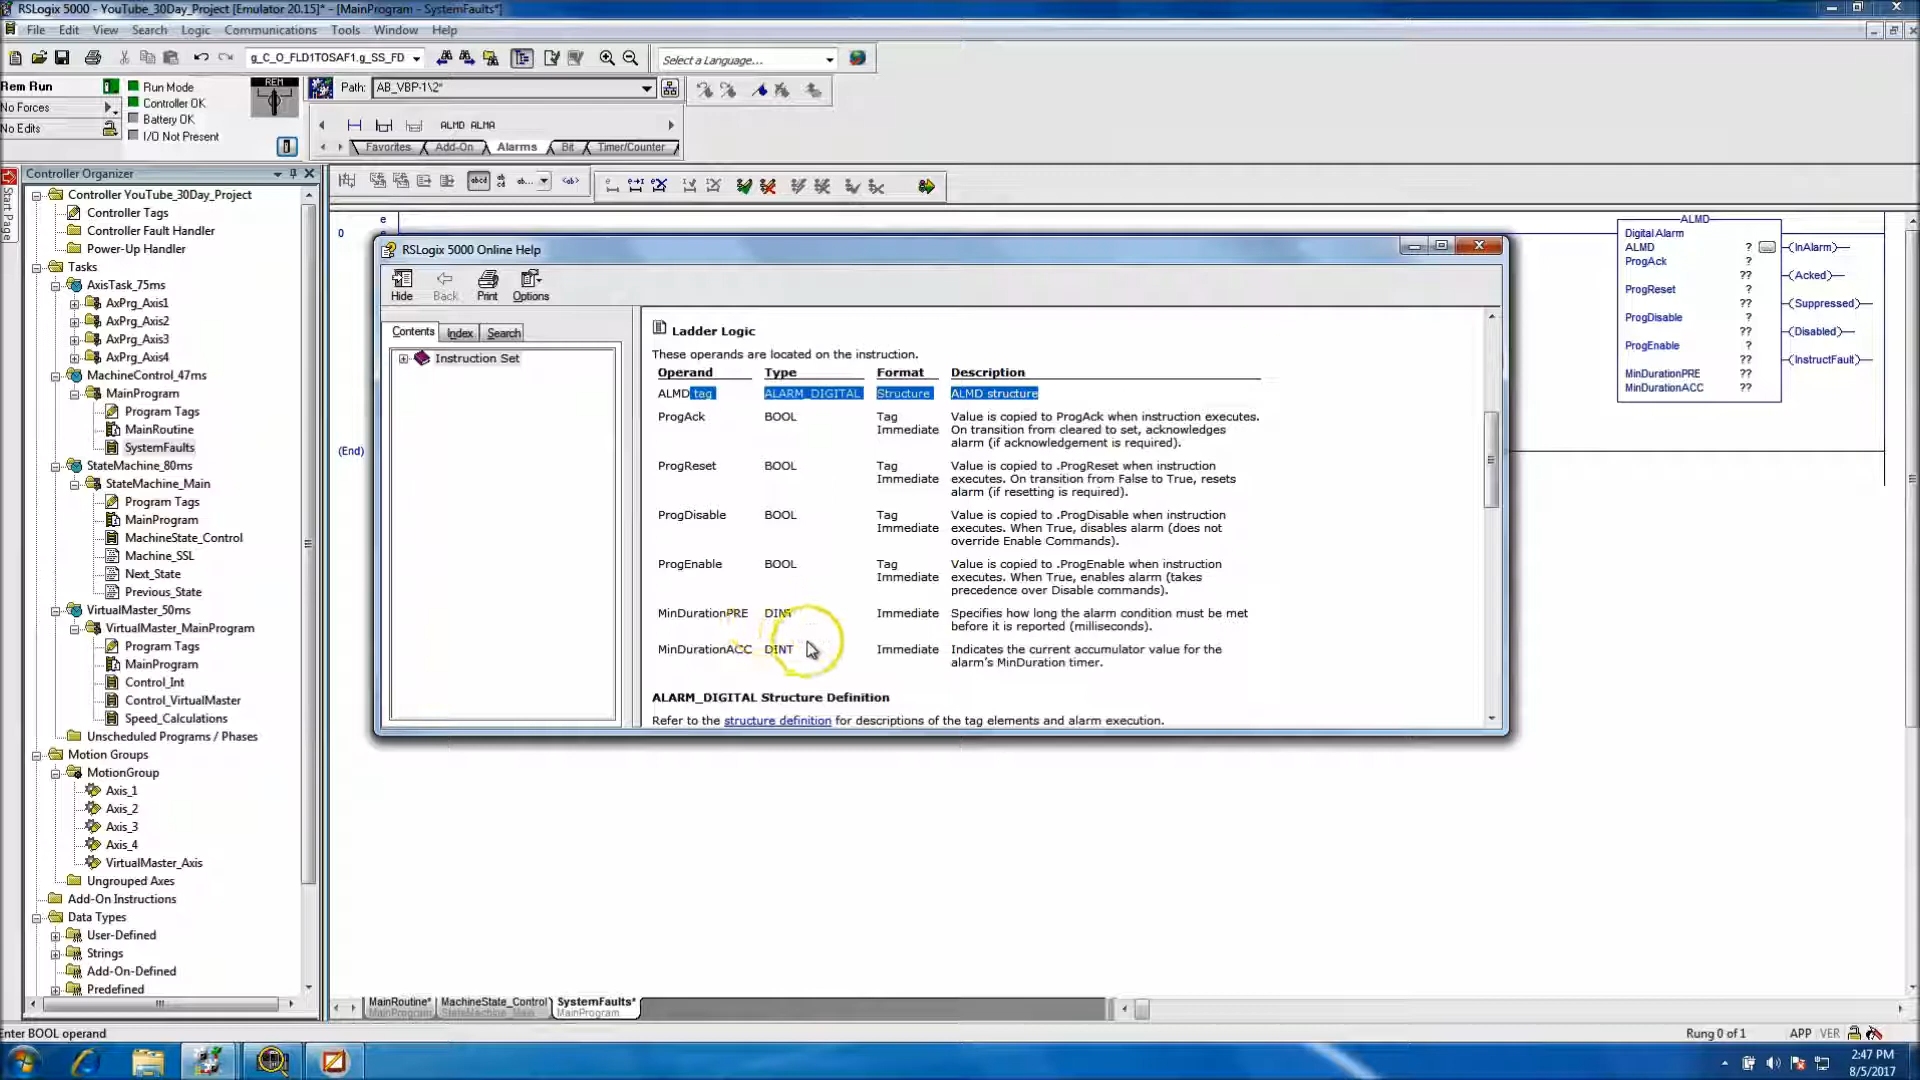 RSLogix 5000 - YouTube_30Day_Project [Emulator 20.15]* - [MainProgram - SystemFaults*]
File Edit View Search Logic Communications Tools Window Help
g_C_O_FLD1TOSAF1.g_SS_FD
Select a Language...
Rem Run
No Forces
No Edits
Run Mode
Controller OK
Battery OK
I/O Not Present
REM
Path: AB_VBP-1\2*
ALMD ALMA
Favorites Add-On Alarms Bit Timer/Counter
Start Page
Controller Organizer
Controller YouTube_30Day_Project
Controller Tags
Controller Fault Handler
Power-Up Handler
Tasks
AxisTask_75ms
AxPrg_Axis1
AxPrg_Axis2
AxPrg_Axis3
AxPrg_Axis4
MachineControl_47ms
MainProgram
Program Tags
MainRoutine
SystemFaults
StateMachine_80ms
StateMachine_Main
Program Tags
MainProgram
MachineState_Control
Machine_SSL
Next_State
Previous_State
VirtualMaster_50ms
VirtualMaster_MainProgram
Program Tags
MainProgram
Control_Int
Control_VirtualMaster
Speed_Calculations
Unscheduled Programs / Phases
Motion Groups
MotionGroup
Axis_1
Axis_2
Axis_3
Axis_4
VirtualMaster_Axis
Ungrouped Axes
Add-On Instructions
Data Types
User-Defined
Strings
Add-On-Defined
Predefined
abcd
ab...
<ab>
e
0
e
(End)
ALMD
Digital Alarm
ALMD ?
ProgAck ?
??
ProgReset ?
??
ProgDisable ?
??
ProgEnable ?
??
MinDurationPRE ??
MinDurationACC ??
(InAlarm)
(Acked)
(Suppressed)
(Disabled)
(InstructFault)
RSLogix 5000 Online Help
Hide Back Print Options
Contents Index Search
Instruction Set
Ladder Logic
These operands are located on the instruction.
Operand Type Format Description
ALMD tag ALARM_DIGITAL Structure ALMD structure
ProgAck BOOL Tag Value is copied to ProgAck when instruction executes.
Immediate On transition from cleared to set, acknowledges
alarm (if acknowledgement is required).
ProgReset BOOL Tag Value is copied to .ProgReset when instruction
Immediate executes. On transition from False to True, resets
alarm (if resetting is required).
ProgDisable BOOL Tag Value is copied to .ProgDisable when instruction
Immediate executes. When True, disables alarm (does not
override Enable Commands).
ProgEnable BOOL Tag Value is copied to .ProgEnable when instruction
Immediate executes. When True, enables alarm (takes
precedence over Disable commands).
MinDurationPRE DINT Immediate Specifies how long the alarm condition must be met
before it is reported (milliseconds).
MinDurationACC DINT Immediate Indicates the current accumulator value for the
alarm's MinDuration timer.
ALARM_DIGITAL Structure Definition
Refer to the structure definition for descriptions of the tag elements and alarm execution.
MainRoutine* MachineState_Control SystemFaults*
MainProgram StateMachine_Main MainProgram
Enter BOOL operand
Rung 0 of 1 APP VER
2:47 PM
8/5/2017